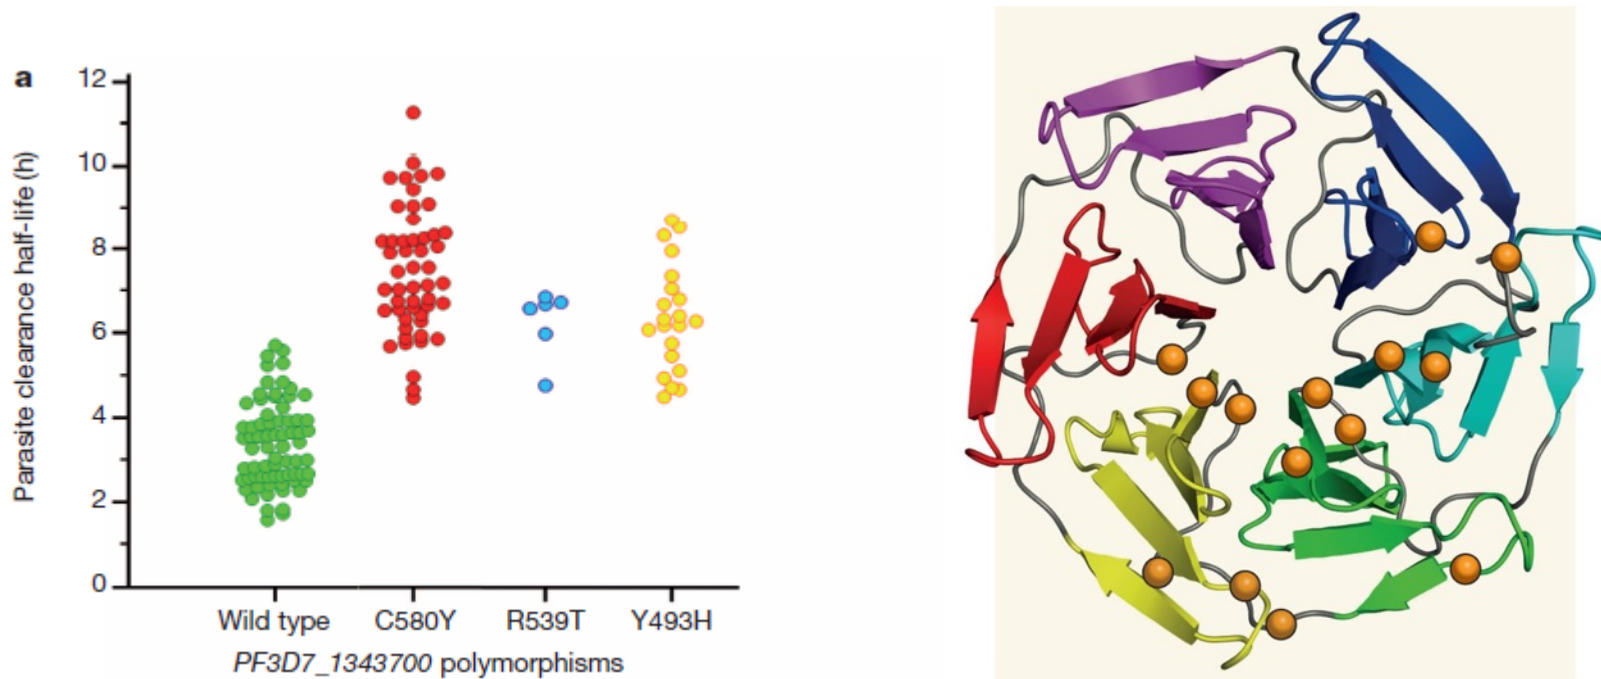 a
Parasite clearance half-life (h)
12
10
8
6
4
2
0
Wild type C580Y R539T Y493H
PF3D7_1343700 polymorphisms